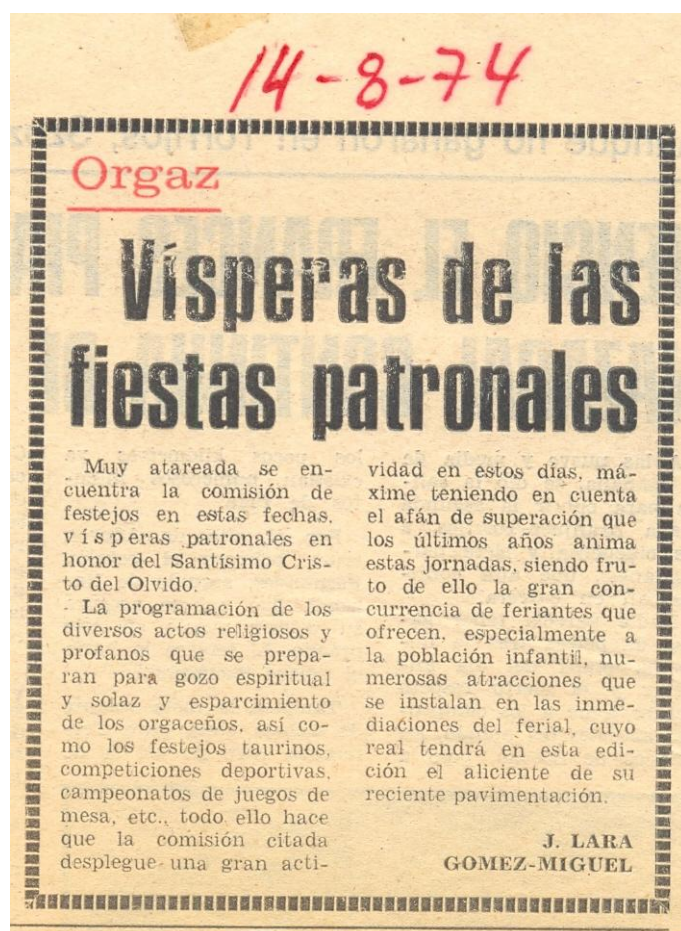 14-8-74
Orgaz
Vísperas de las
fiestas patronales
Muy atareada se en-
cuentra la comisión de
festejos en estas fechas,
vísperas patronales en
honor del Santísimo Cris-
to del Olvido.
La programación de los
diversos actos religiosos y
profanos que se prepa-
ran para gozo espiritual
y solaz y esparcimiento
de los orgaceños, así co-
mo los festejos taurinos,
competiciones deportivas,
campeonatos de juegos de
mesa, etc., todo ello hace
que la comisión citada
desplegue una gran acti-
vidad en estos días, má-
xime teniendo en cuenta
el afán de superación que
los últimos años anima
estas jornadas, siendo fru-
to de ello la gran con-
currencia de feriantes que
ofrecen, especialmente a
la población infantil, nu-
merosas atracciones que
se instalan en las inme-
diaciones del ferial, cuyo
real tendrá en esta edi-
ción el aliciente de su
reciente pavimentación.
J. LARA
GOMEZ-MIGUEL